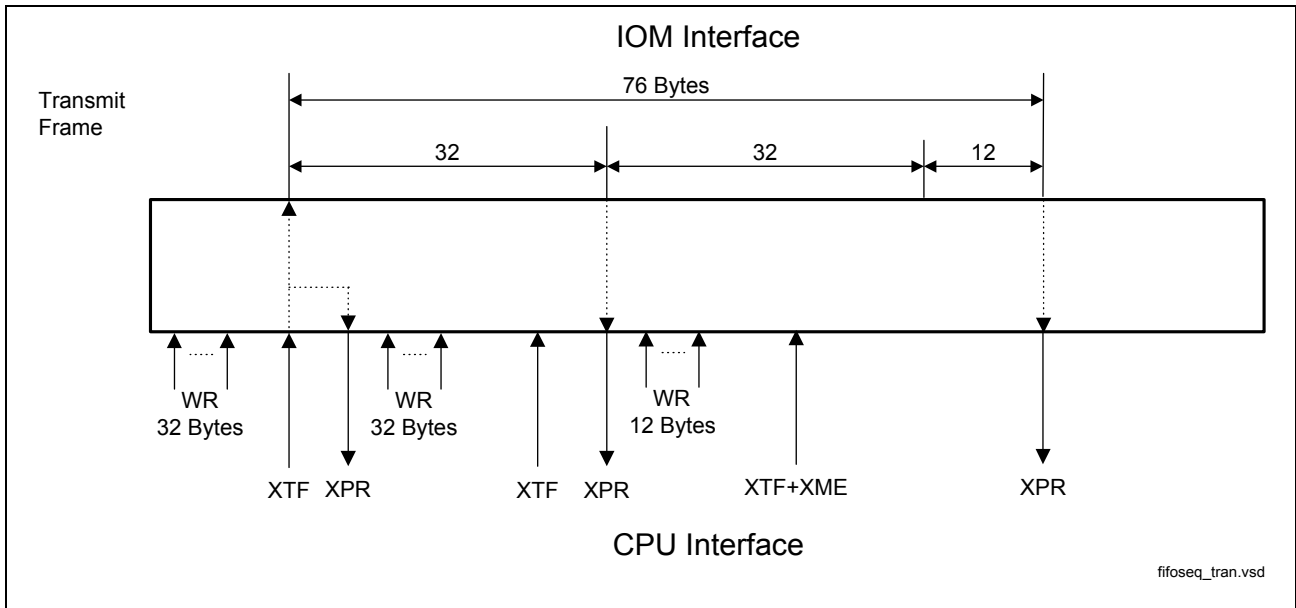 IOM Interface
76 Bytes
Transmit
Frame
32
32
12
.....
.....
.....
WR
32 Bytes
WR
32 Bytes
WR
12 Bytes
XTF
XPR
XTF
XPR
XTF+XME
XPR
CPU Interface
fifoseq_tran.vsd